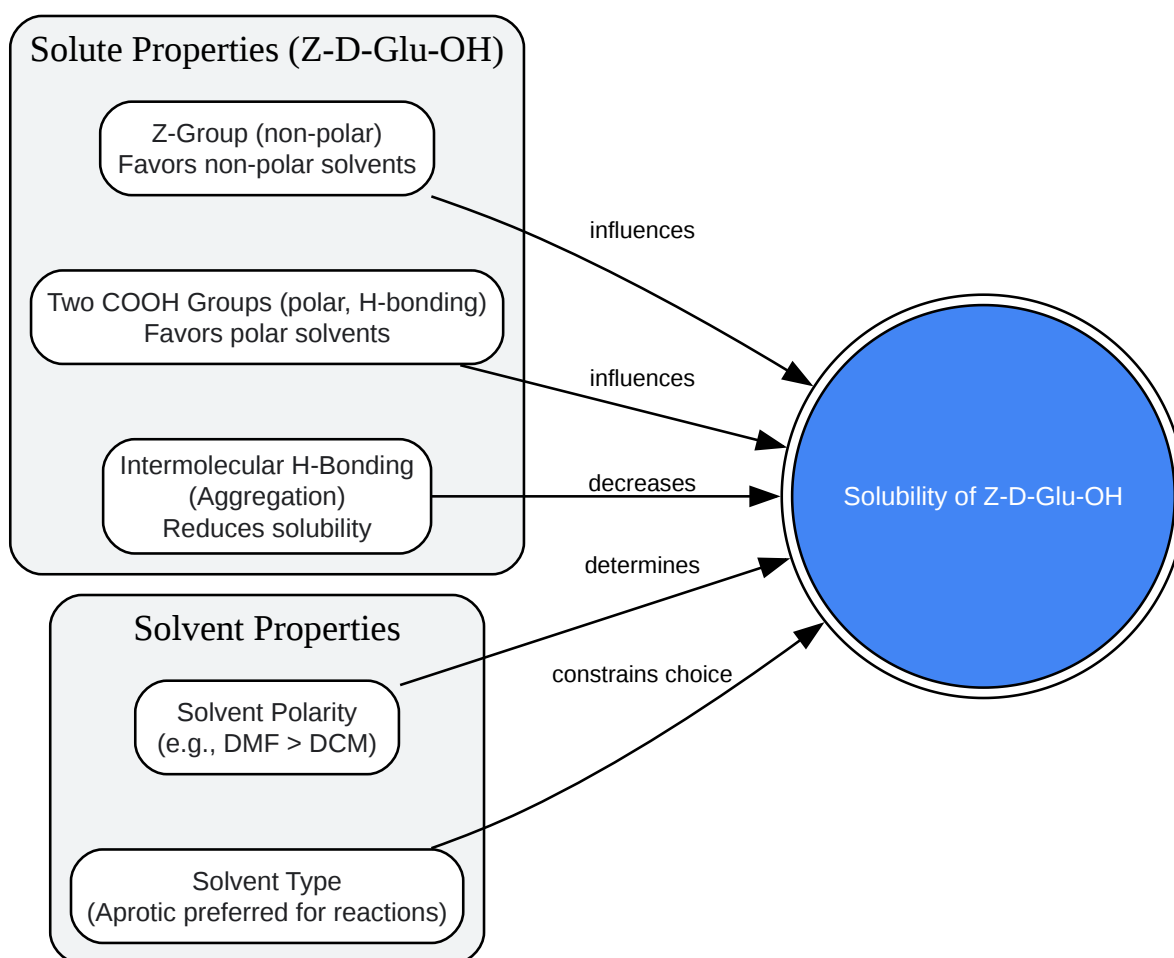 Solute Properties (Z-D-Glu-OH)
Z-Group (non-polar)
Favors non-polar solvents
influences
Two COOH Groups (polar, H-bonding)
Favors polar solvents
influences
Intermolecular H-Bonding
(Aggregation)
Reduces solubility
decreases
Solubility of Z-D-Glu-OH
determines
Solvent Properties
constrains choice
Solvent Polarity
(e.g., DMF > DCM)
Solvent Type
(Aprotic preferred for reactions)